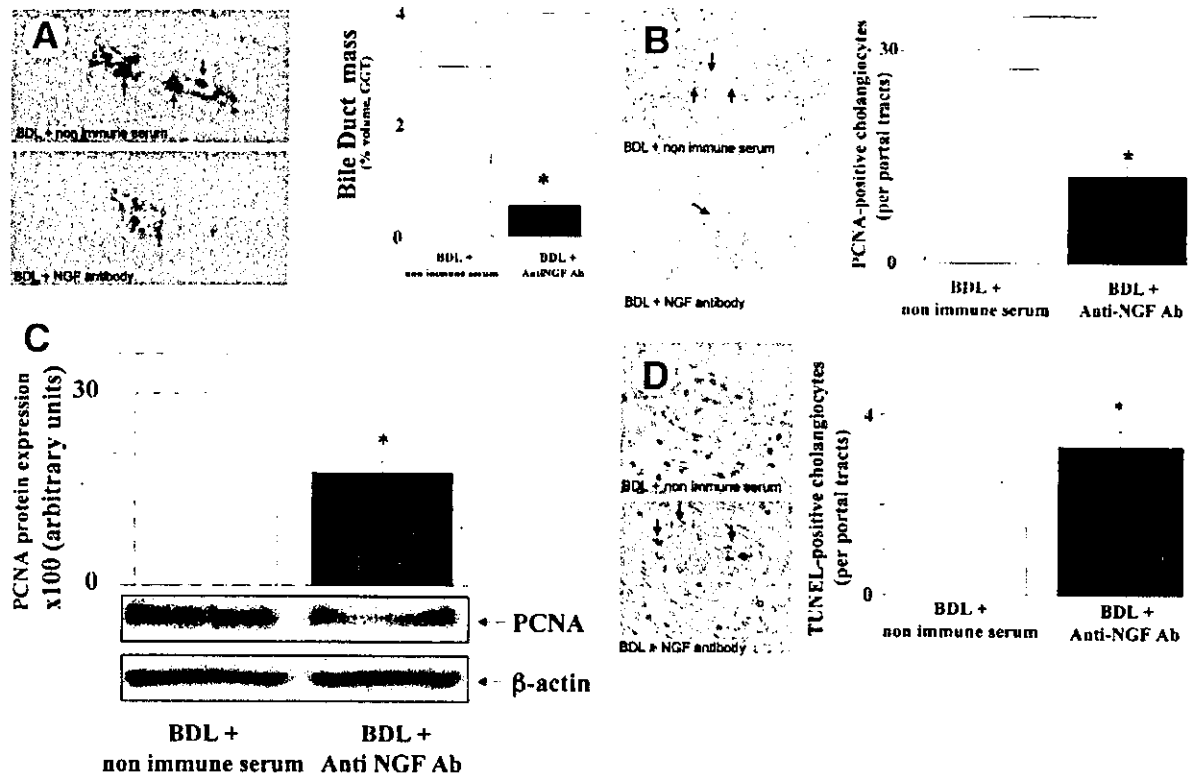 A
BDL + non immune serum
BDL + NGF antibody
Bile Duct mass
(% volume, GGT)
4
2
0
*
BDL +
non immune serum
BDL +
AntiNGF Ab
B
BDL + non immune serum
BDL + NGF antibody
PCNA-positive cholangiocytes
(per portal tracts)
30
0
*
BDL +
non immune serum
BDL +
Anti-NGF Ab
C
PCNA protein expression
x100 (arbitrary units)
30
0
*
PCNA
β-actin
BDL +
non immune serum
BDL +
Anti NGF Ab
D
BDL + non immune serum
BDL + NGF antibody
TUNEL-positive cholangiocytes
(per portal tracts)
4
0
*
BDL +
non immune serum
BDL +
Anti-NGF Ab